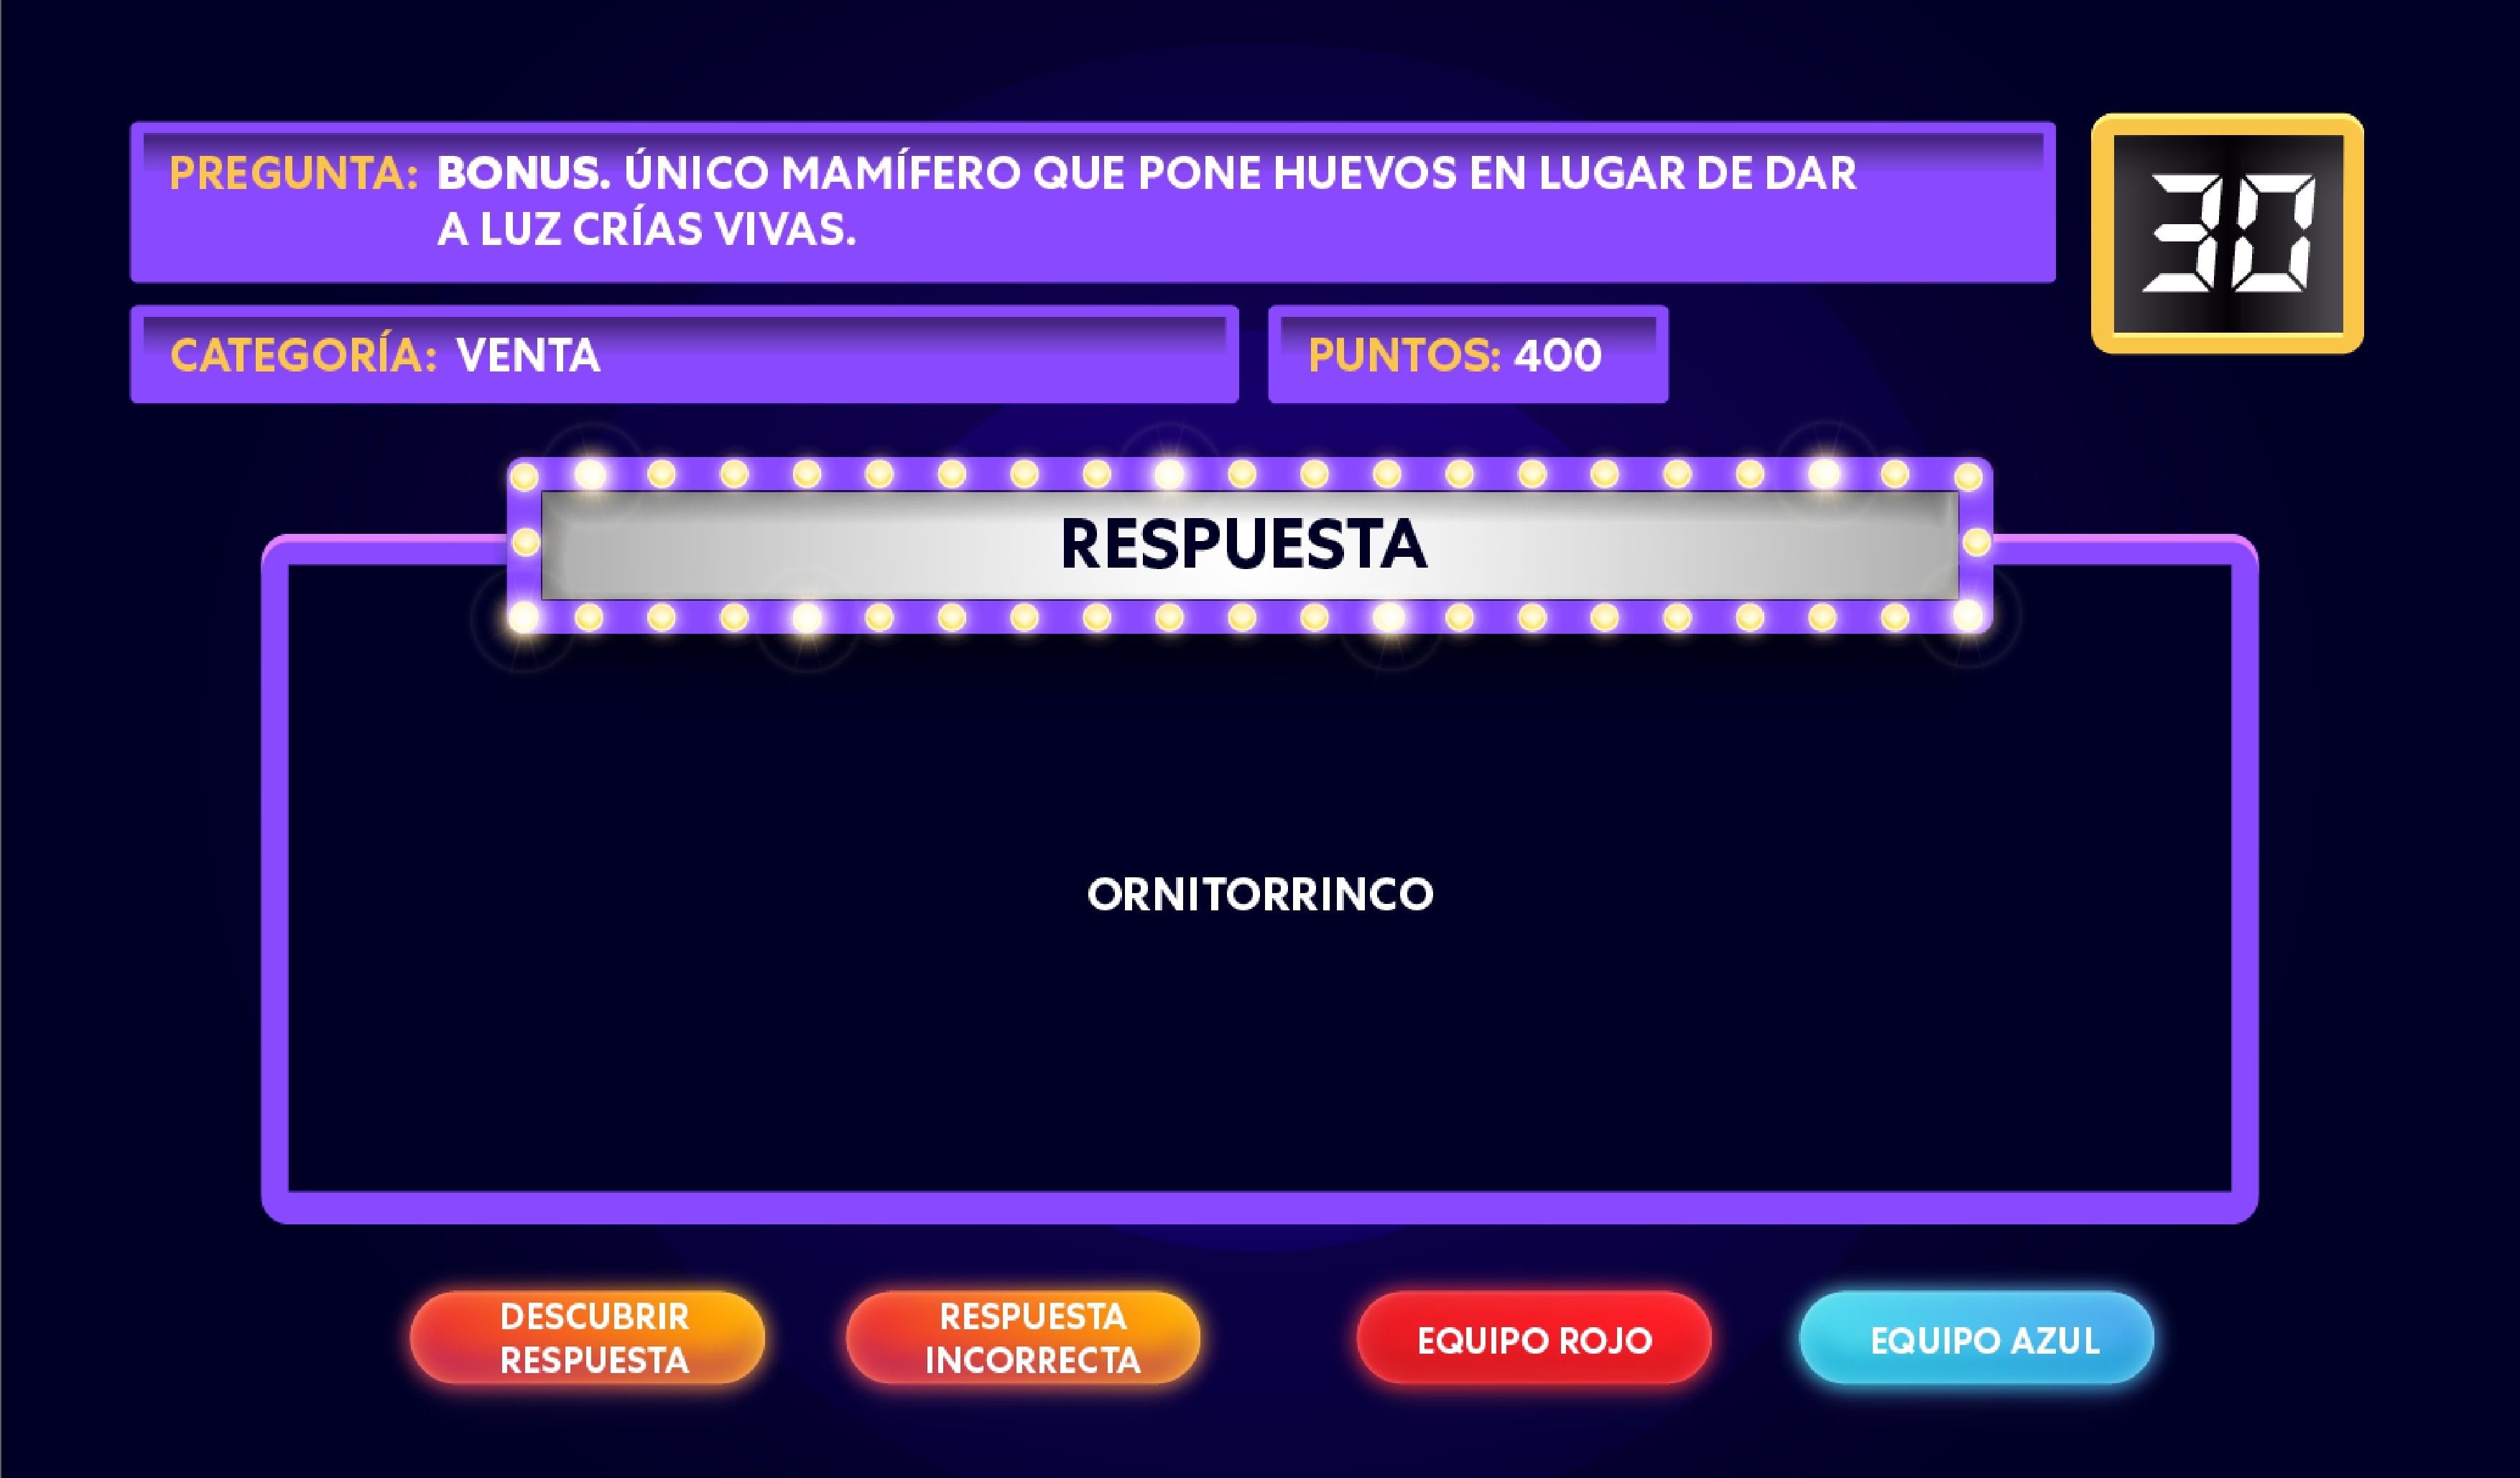 PREGUNTA: BONUS. ÚNICO MAMÍFERO QUE PONE HUEVOS EN LUGAR DE DAR
A LUZ CRÍAS VIVAS.
30
CATEGORÍA: VENTA
PUNTOS: 400
RESPUESTA
ORNITORRINCO
DESCUBRIR
RESPUESTA
RESPUESTA
INCORRECTA
EQUIPO ROJO
EQUIPO AZUL